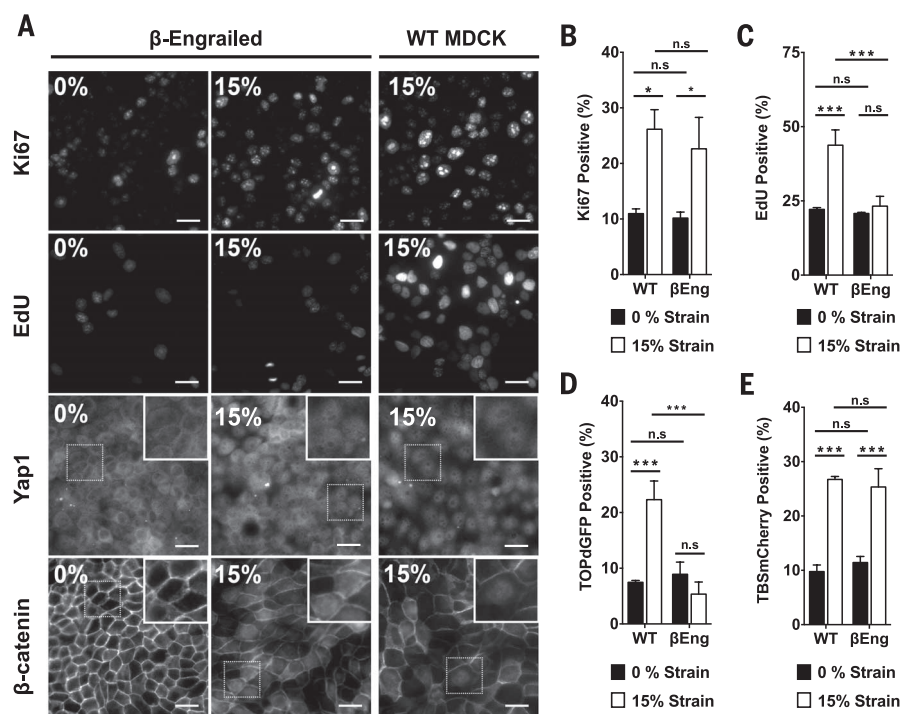 A
β-Engrailed
WT MDCK
0%
15%
15%
Ki67
0%
15%
15%
EdU
0%
15%
15%
Yap1
0%
15%
15%
β-catenin
B
n.s
n.s
*
*
Ki67 Positive (%)
40
30
20
10
0
WT
βEng
0 % Strain
15% Strain
C
***
n.s
***
n.s
EdU Positive (%)
75
50
25
0
WT
βEng
0 % Strain
15% Strain
D
***
n.s
***
n.s
TOPdGFP Positive (%)
40
30
20
10
0
WT
βEng
0 % Strain
15% Strain
E
n.s
n.s
***
***
TBSmCherry Positive (%)
40
30
20
10
0
WT
βEng
0 % Strain
15% Strain